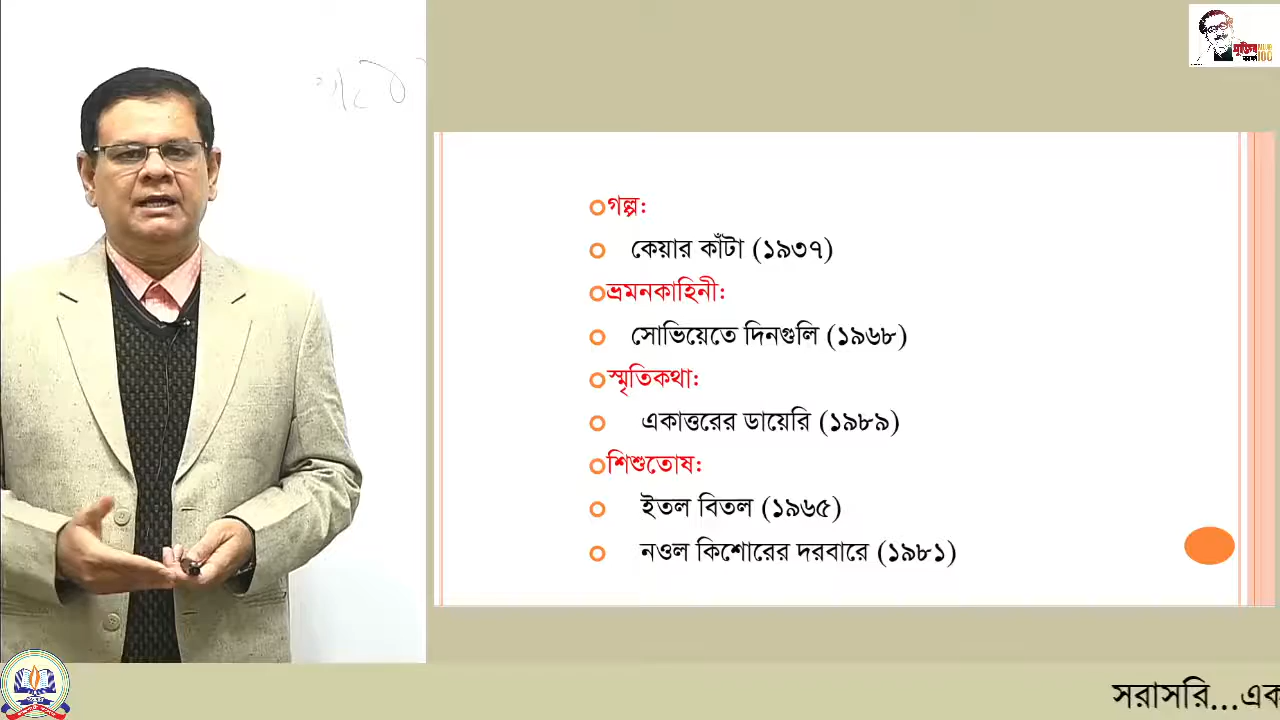 গল্প:
কেয়ার কাঁটা (১৯৩৭)
ভ্রমনকাহিনী:
সোভিয়েতে দিনগুলি (১৯৬৮)
স্মৃতিকথা:
একাত্তরের ডায়েরি (১৯৮৯)
শিশুতোষ:
ইতল বিতল (১৯৬৫)
নওল কিশোরের দরবারে (১৯৮১)
সরাসরি...এক